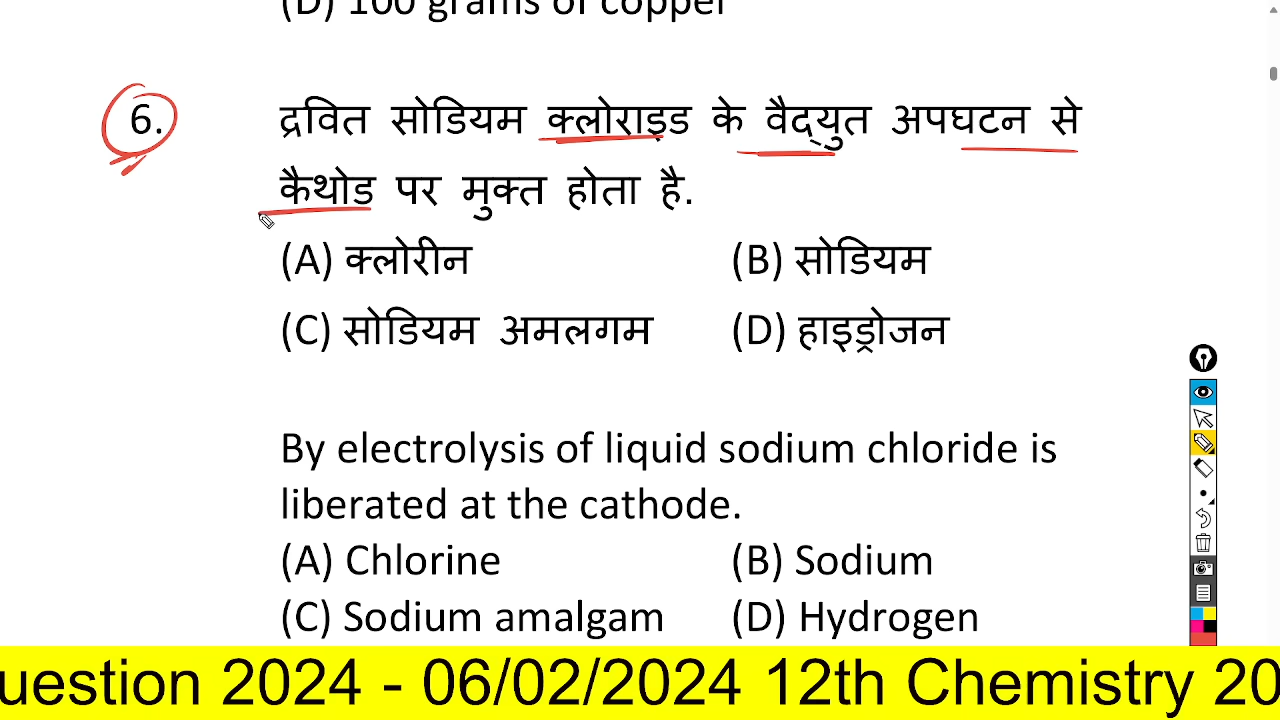 (D) 100 grams of copper
6. द्रवित सोडियम क्लोराइड के वैद्युत अपघटन से
कैथोड पर मुक्त होता है.
(A) क्लोरीन (B) सोडियम
(C) सोडियम अमलगम (D) हाइड्रोजन
By electrolysis of liquid sodium chloride is
liberated at the cathode.
(A) Chlorine (B) Sodium
(C) Sodium amalgam (D) Hydrogen
uestion 2024 - 06/02/2024 12th Chemistry 20